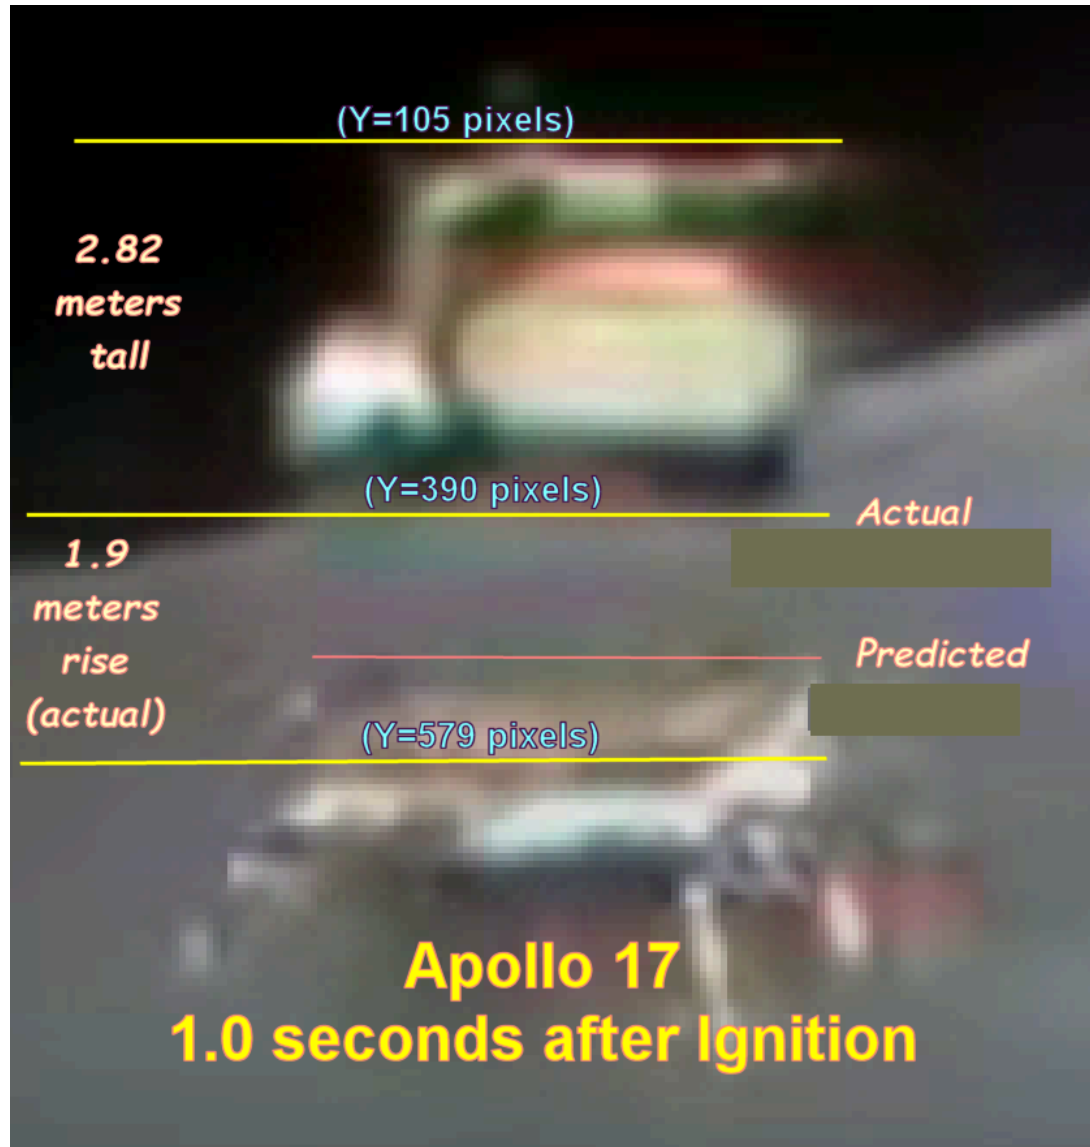 (Y=105 pixels)
2.82
meters
tall
(Y=390 pixels)
Actual
1.9
meters
rise
(actual)
Predicted
(Y=579 pixels)
Apollo 17
1.0 seconds after Ignition